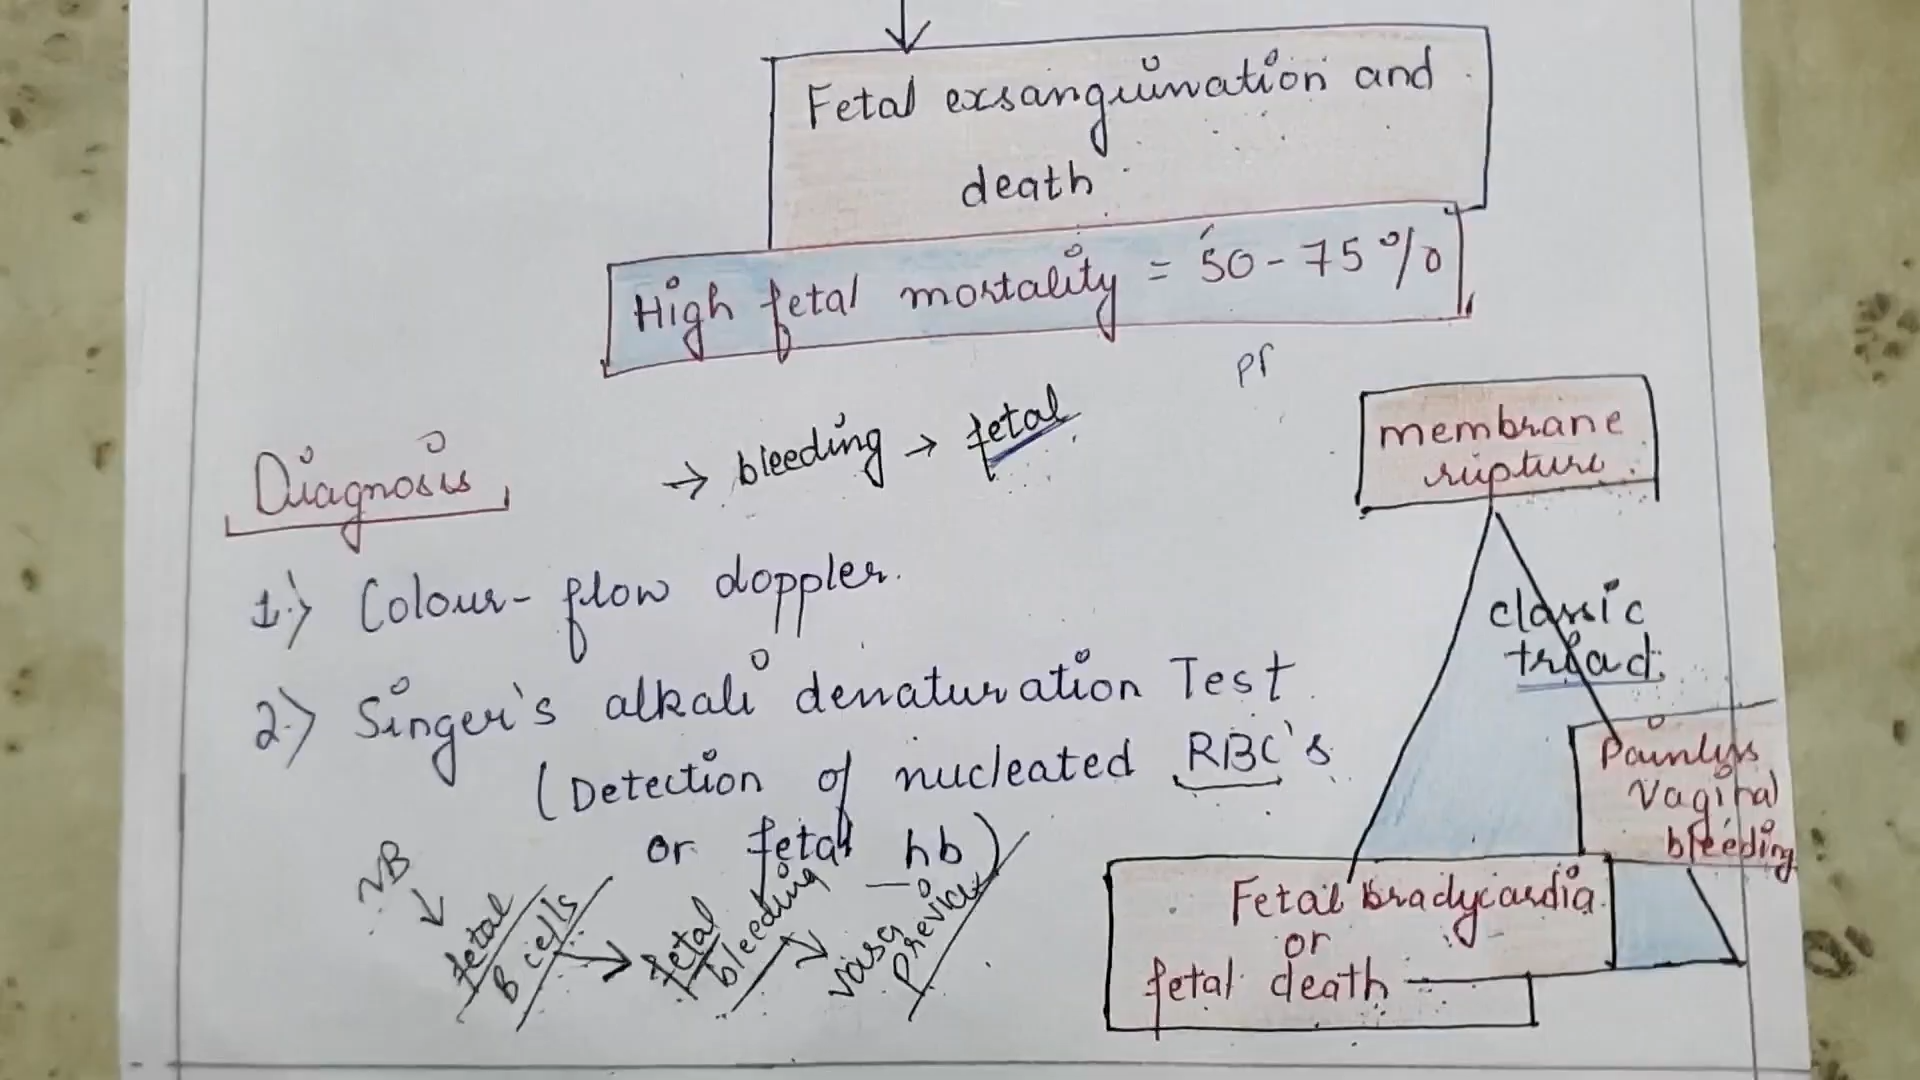 Fetal exsanguination and
death
High fetal mortality = 50-75%
pr
Diagnosis
→ bleeding → fetal
membrane
rupture.
1.) Colour-flow doppler.
classic
triad.
2.) Singer's alkali denaturation Test
(Detection of nucleated RBC's
or fetal hb)
Painless
vaginal
bleeding
VB
↓
fetal
B cells
→ fetal
bleeding
→ vasa
previa
Fetal bradycardia
or
fetal death